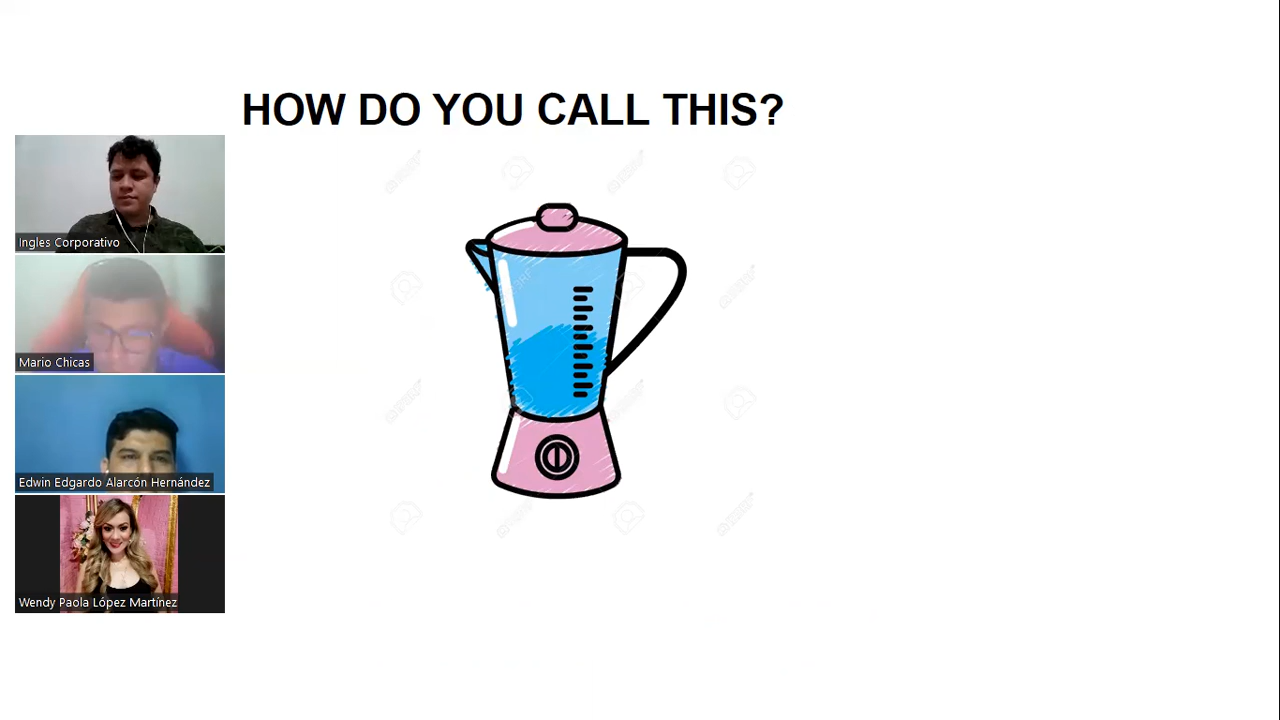 HOW DO YOU CALL THIS?
Ingles Corporativo
Mario Chicas
Edwin Edgardo Alarcón Hernández
Wendy Paola López Martínez